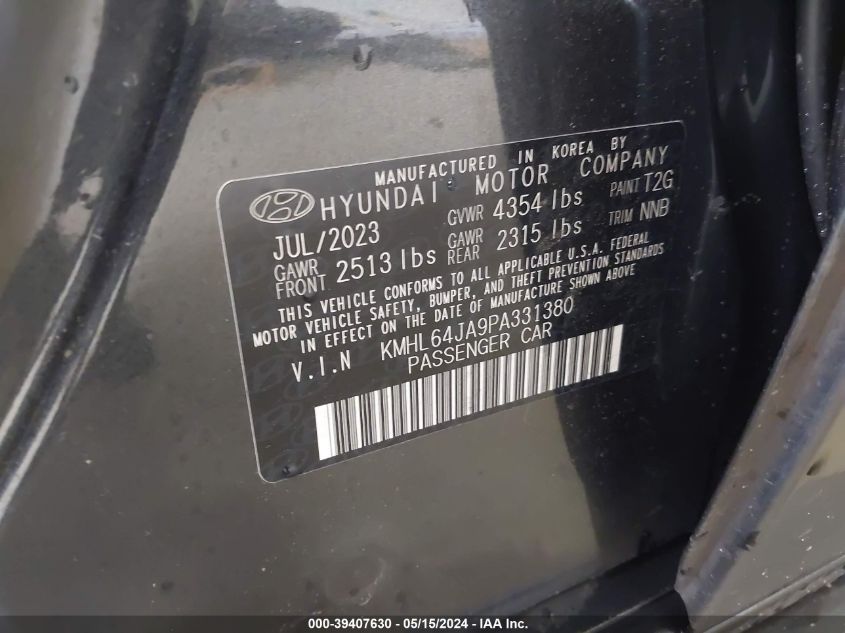 MANUFACTURED IN KOREA BY
HYUNDAI MOTOR COMPANY
JUL/2023 GVWR 4354 lbs PAINT T2G
GAWR FRONT 2513 lbs GAWR REAR 2315 lbs TRIM NNB
THIS VEHICLE CONFORMS TO ALL APPLICABLE U.S.A. FEDERAL
MOTOR VEHICLE SAFETY, BUMPER, AND THEFT PREVENTION STANDARDS
IN EFFECT ON THE DATE OF MANUFACTURE SHOWN ABOVE
V.I.N KMHL64JA9PA331380
PASSENGER CAR
000-39407630 - 05/15/2024 - IAA Inc.